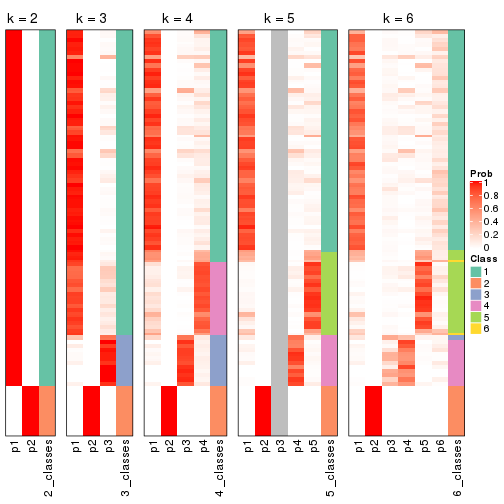 k = 2
k = 3
k = 4
k = 5
k = 6
p1
p2
2_classes
p1
p2
p3
3_classes
p1
p2
p3
p4
4_classes
p1
p2
p3
p4
p5
5_classes
p1
p2
p3
p4
p5
p6
6_classes
Prob
1
0.8
0.6
0.4
0.2
0
Class
1
2
3
4
5
6